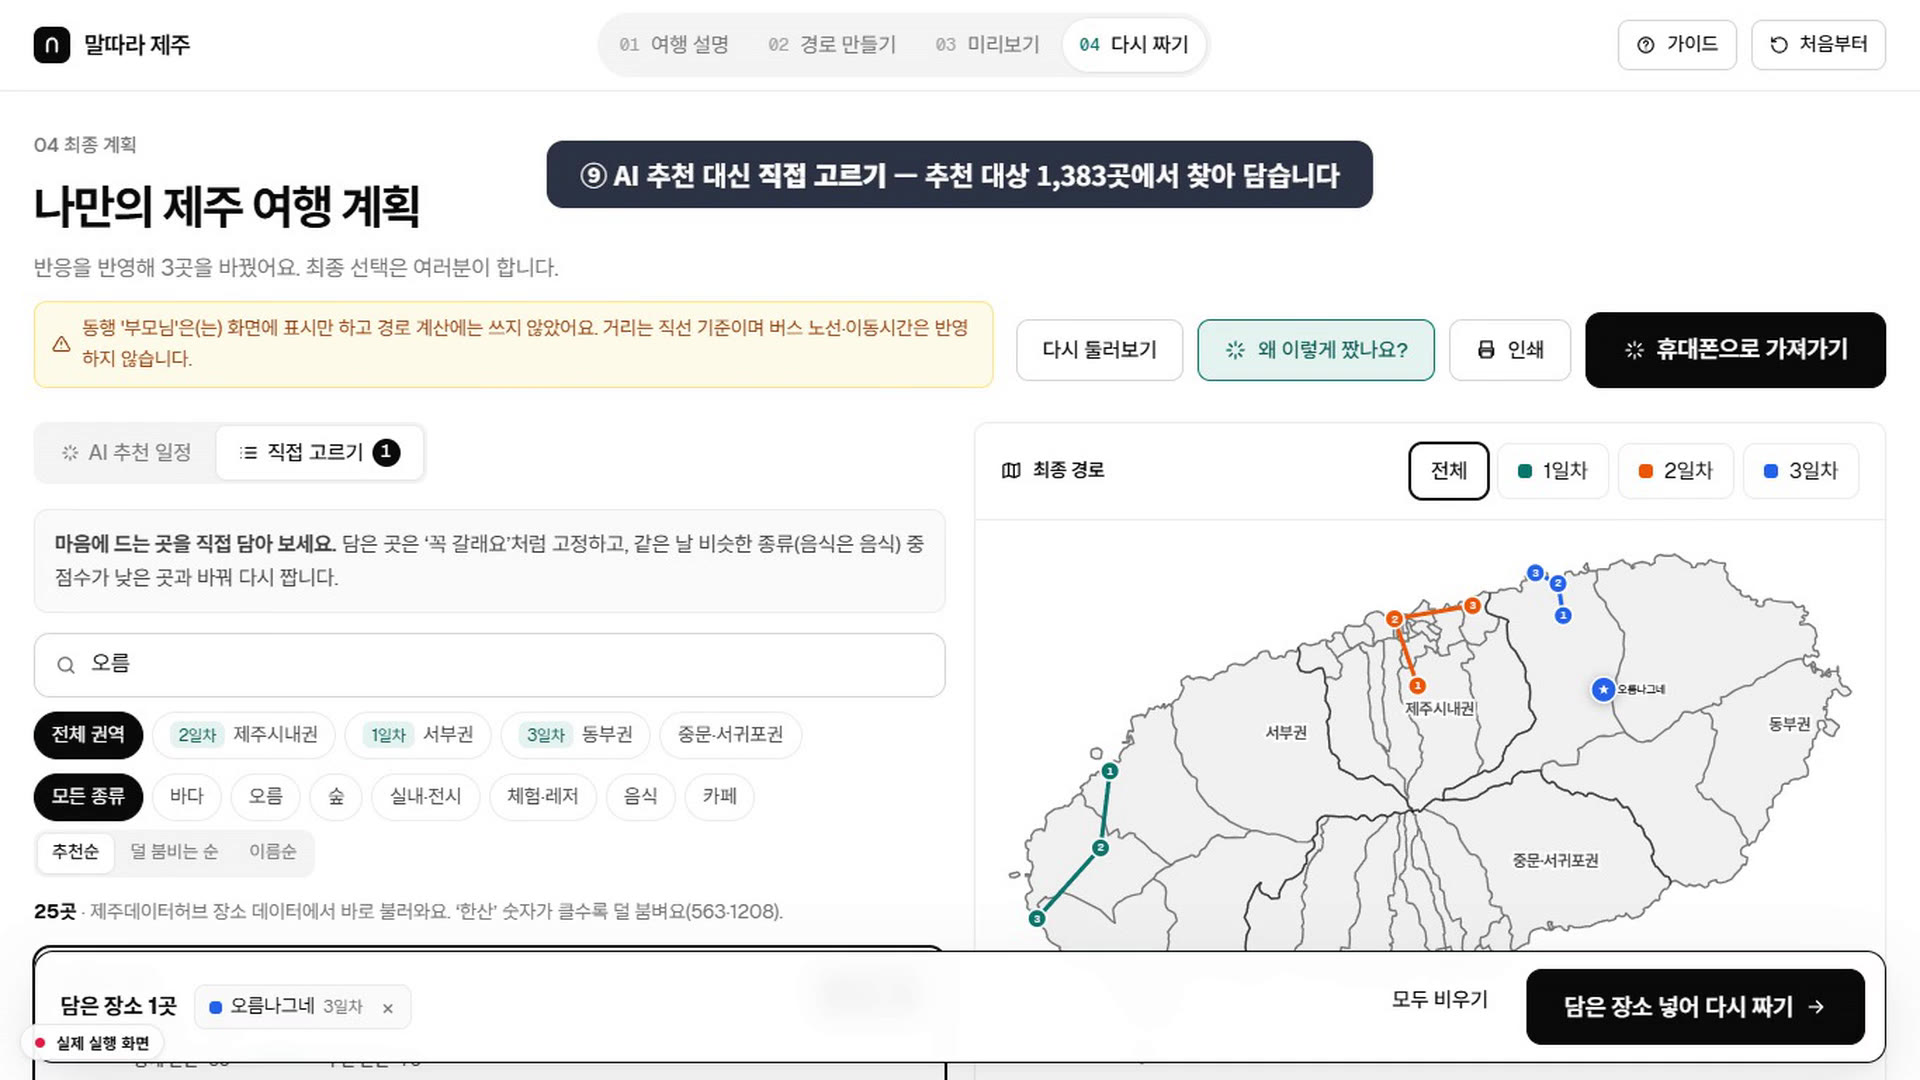 말따라 제주
01 여행 설명
02 경로 만들기
03 미리보기
04 다시 짜기
가이드
처음부터
04 최종 계획
⑨ AI 추천 대신 직접 고르기 — 추천 대상 1,383곳에서 찾아 담습니다
나만의 제주 여행 계획
반응을 반영해 3곳을 바꿨어요. 최종 선택은 여러분이 합니다.
동행 '부모님'은(는) 화면에 표시만 하고 경로 계산에는 쓰지 않았어요. 거리는 직선 기준이며 버스 노선·이동시간은 반영
하지 않습니다.
다시 둘러보기
왜 이렇게 짰나요?
인쇄
휴대폰으로 가져가기
AI 추천 일정
직접 고르기 1
마음에 드는 곳을 직접 담아 보세요. 담은 곳은 ‘꼭 갈래요’처럼 고정하고, 같은 날 비슷한 종류(음식은 음식) 중
점수가 낮은 곳과 바꿔 다시 짭니다.
오름
전체 권역
2일차 제주시내권
1일차 서부권
3일차 동부권
중문·서귀포권
모든 종류
바다
오름
숲
실내·전시
체험·레저
음식
카페
추천순
덜 붐비는 순
이름순
25곳 · 제주데이터허브 장소 데이터에서 바로 불러와요. ‘한산’ 숫자가 클수록 덜 붐벼요(563·1208).
최종 경로
전체
1일차
2일차
3일차
3
2
1
2
3
1
오름나그네
제주시내권
서부권
동부권
1
2
3
중문·서귀포권
담은 장소 1곳
오름나그네 3일차 ×
모두 비우기
담은 장소 넣어 다시 짜기 →
실제 실행 화면